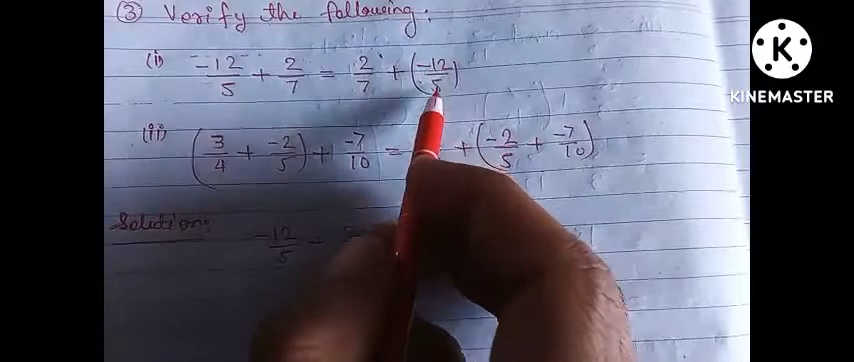 ③ Verify the following:
(i) -12/5 + 2/7 = 2/7 + (-12/5)
(ii) (3/4 + -2/5) + -7/10 = + (-2/5 + -7/10)
Solution:
-12/5 +
K
KINEMASTER